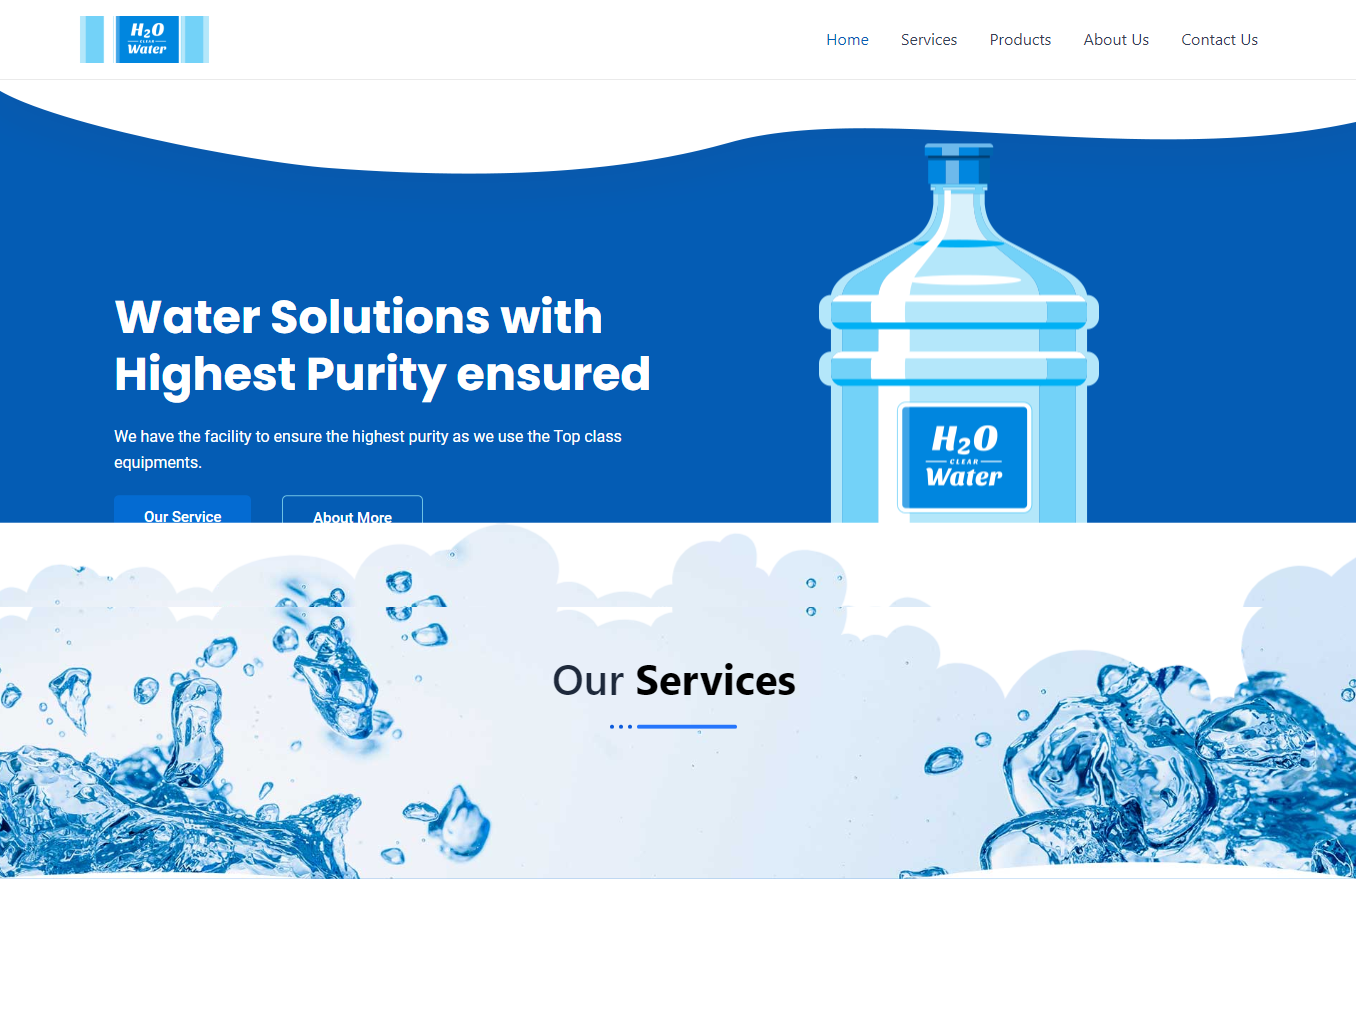 H2O
CLEAR
Water
Home
Services
Products
About Us
Contact Us
Water Solutions with
Highest Purity ensured
We have the facility to ensure the highest purity as we use the Top class
equipments.
Our Service
About More
H2O
CLEAR
Water
Our Services